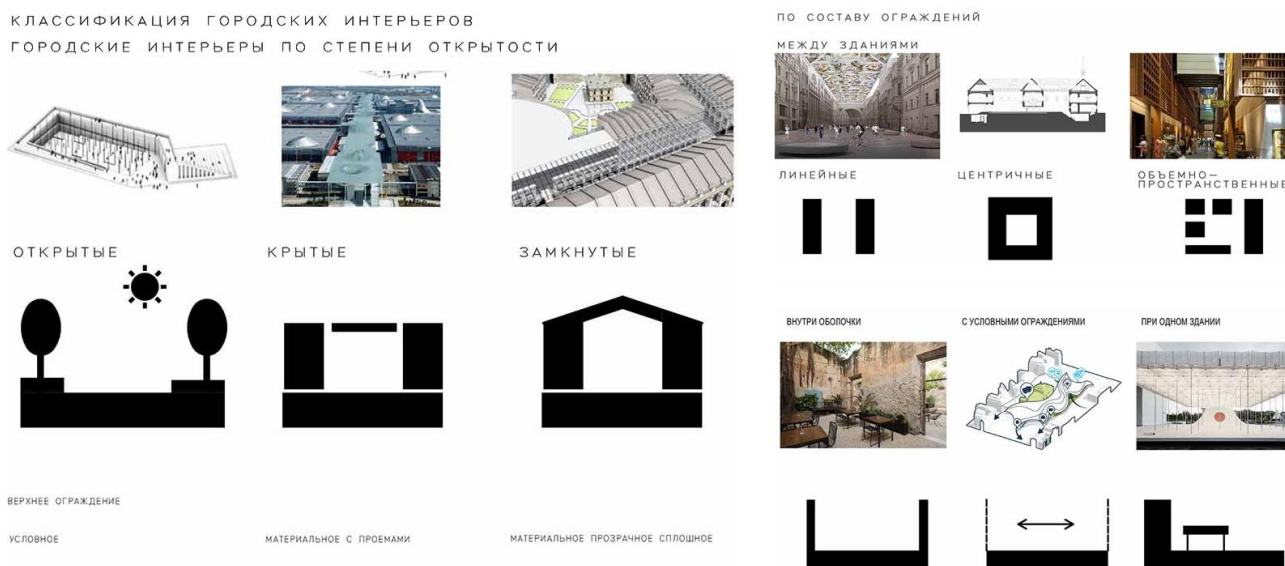 КЛАССИФИКАЦИЯ ГОРОДСКИХ ИНТЕРЬЕРОВ
ГОРОДСКИЕ ИНТЕРЬЕРЫ ПО СТЕПЕНИ ОТКРЫТОСТИ
ОТКРЫТЫЕ
КРЫТЫЕ
ЗАМКНУТЫЕ
ВЕРХНЕЕ ОГРАЖДЕНИЕ
УСЛОВНОЕ
МАТЕРИАЛЬНОЕ С ПРОЕМАМИ
МАТЕРИАЛЬНОЕ ПРОЗРАЧНОЕ СПЛОШНОЕ
ПО СОСТАВУ ОГРАЖДЕНИЙ
МЕЖДУ ЗДАНИЯМИ
ЛИНЕЙНЫЕ
ЦЕНТРИЧНЫЕ
ОБЪЕМНО—
ПРОСТРАНСТВЕННЫЕ
ВНУТРИ ОБОЛОЧКИ
С УСЛОВНЫМИ ОГРАЖДЕНИЯМИ
ПРИ ОДНОМ ЗДАНИИ